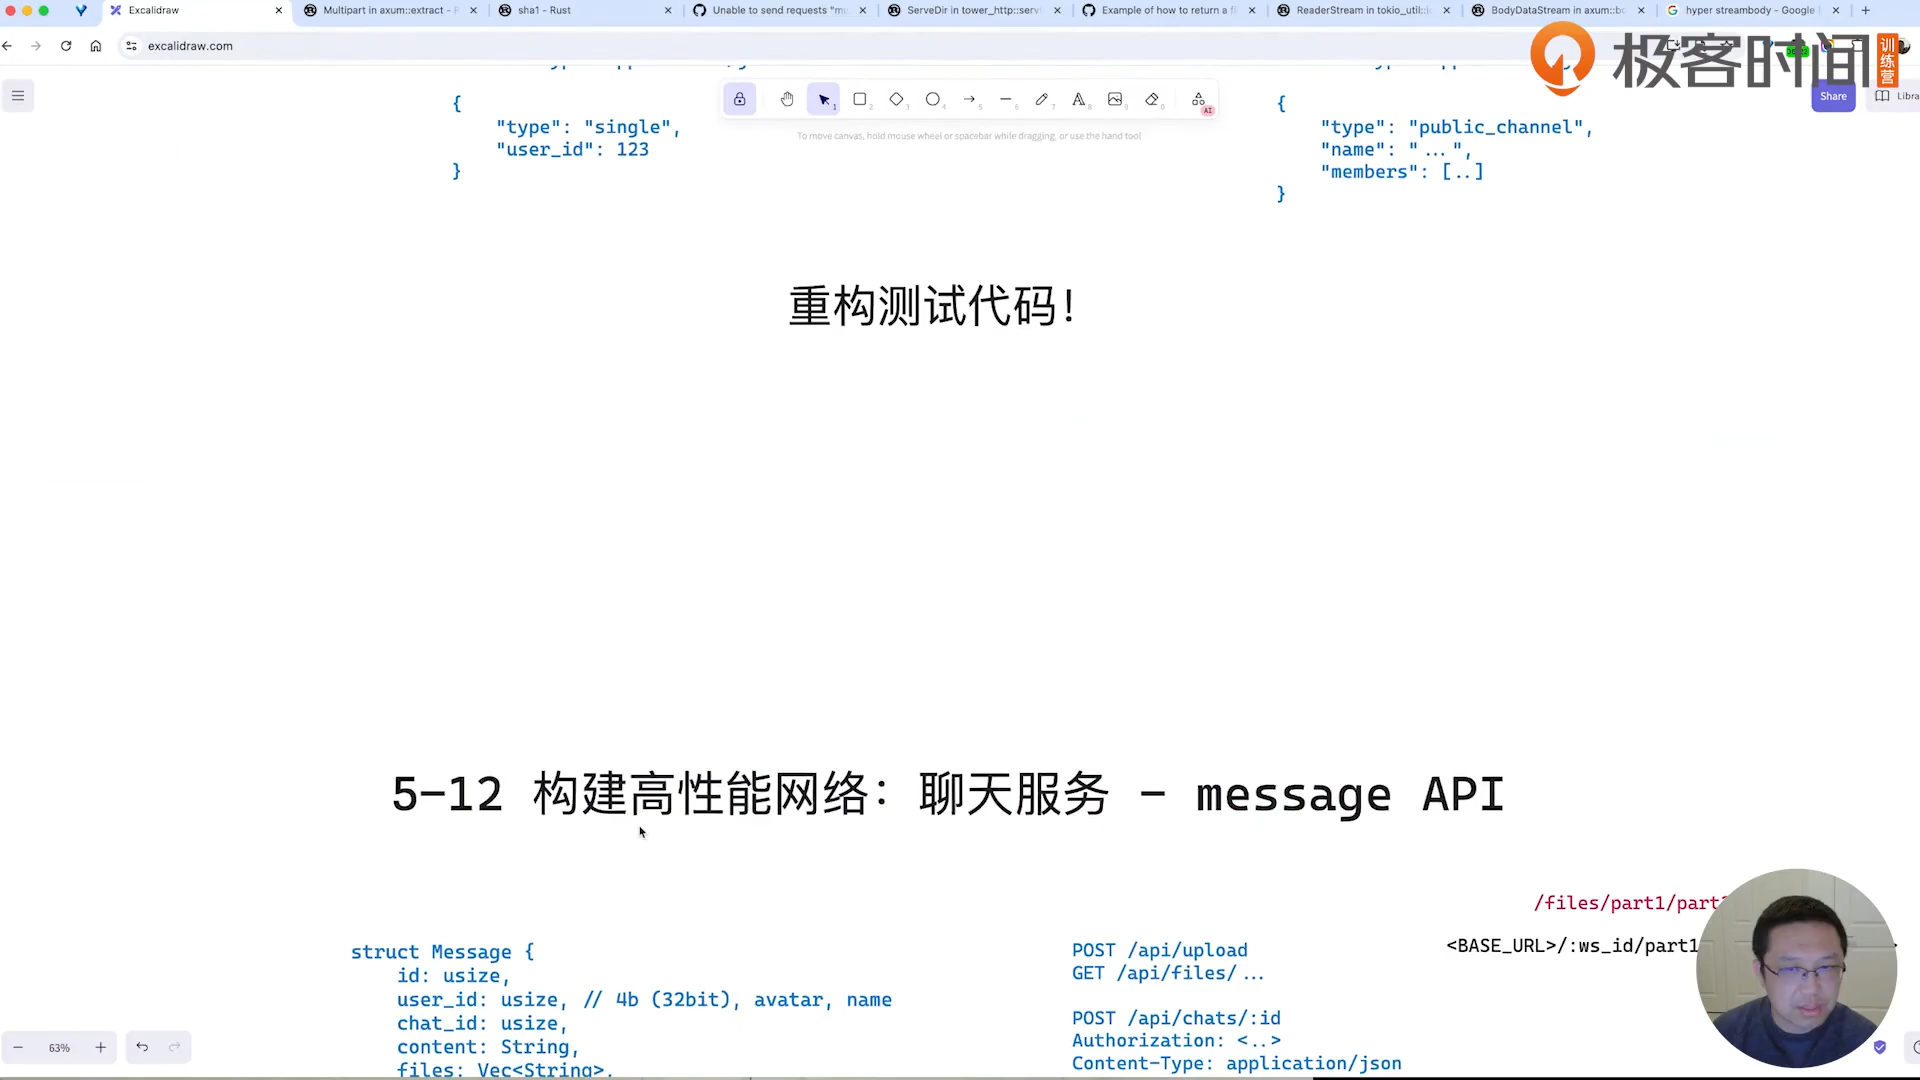 Excalidraw
Multipart in axum::extract -
sha1 - Rust
Unable to send requests "mu
ServeDir in tower_http::serv
Example of how to return a fi
ReaderStream in tokio_util::
BodyDataStream in axum::b
hyper streambody - Google
excalidraw.com
极客时间
训练营
Share
Libra
To move canvas, hold mouse wheel or spacebar while dragging, or use the hand tool
AI
{
"type": "single",
"user_id": 123
}
{
"type": "public_channel",
"name": "...",
"members": [..]
}
重构测试代码!
5-12 构建高性能网络: 聊天服务 - message API
/files/part1/part
<BASE_URL>/:ws_id/part1
struct Message {
id: usize,
user_id: usize, // 4b (32bit), avatar, name
chat_id: usize,
content: String,
files: Vec<String>,
POST /api/upload
GET /api/files/...
POST /api/chats/:id
Authorization: <..>
Content-Type: application/json
63%